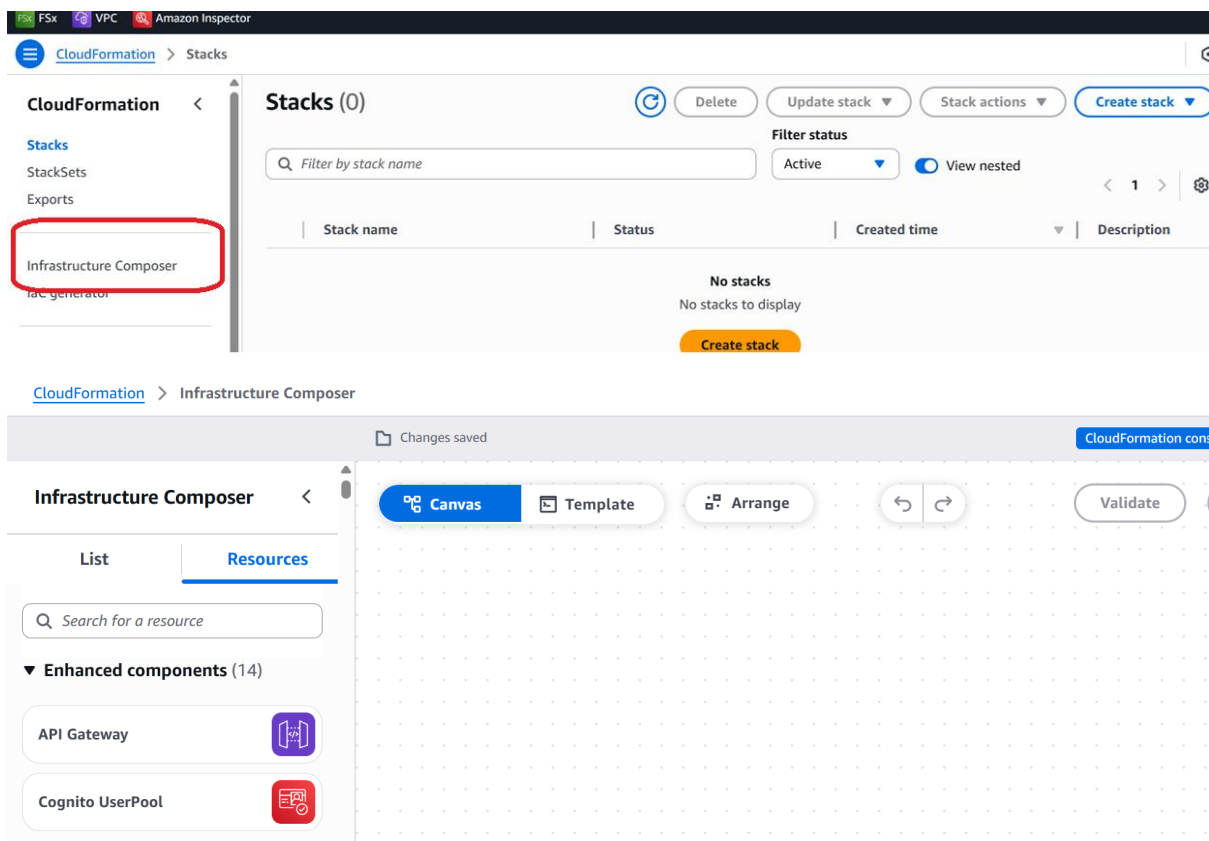 FSx FSx VPC Amazon Inspector
CloudFormation > Stacks
CloudFormation
Stacks (0)
Delete
Update stack
Stack actions
Create stack
Stacks
StackSets
Exports
Infrastructure Composer
IaC generator
Filter status
Filter by stack name
Active
View nested
1
Stack name
Status
Created time
Description
No stacks
No stacks to display
Create stack
CloudFormation > Infrastructure Composer
Changes saved
CloudFormation
Infrastructure Composer
Canvas
Template
Arrange
Validate
List
Resources
Search for a resource
Enhanced components (14)
API Gateway
Cognito UserPool